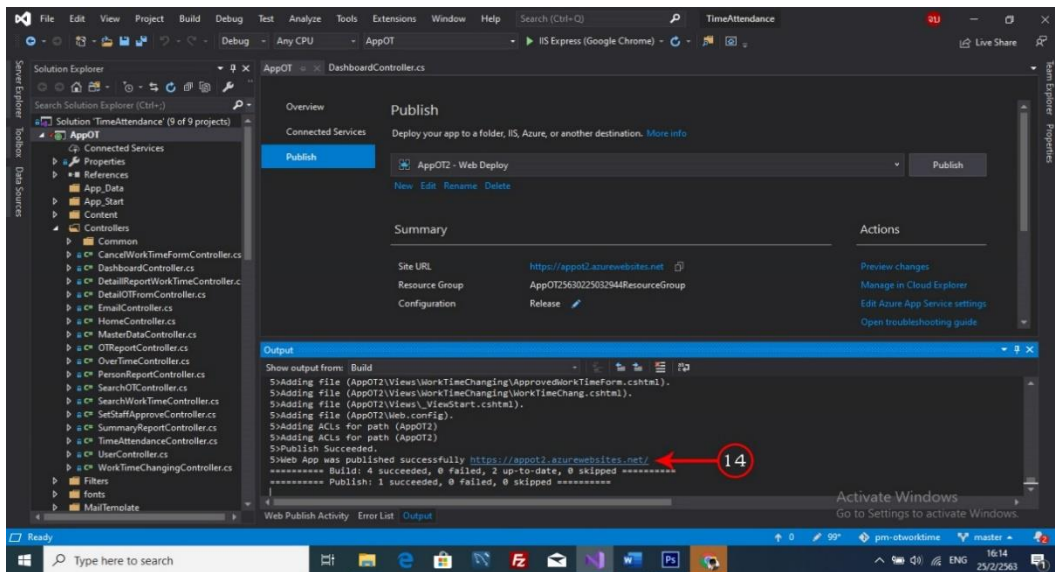 File Edit View Project Build Debug Test Analyze Tools Extensions Window Help Search (Ctrl+Q) TimeAttendance
Debug Any CPU AppOT IIS Express (Google Chrome) Live Share
Server Explorer
Toolbox
Data Sources
Solution Explorer
Search Solution Explorer (Ctrl+;)
Solution 'TimeAttendance' (9 of 9 projects)
AppOT
Connected Services
Properties
References
App_Data
App_Start
Content
Controllers
Common
CancelWorkTimeFormController.cs
DashboardController.cs
DetailReportWorkTimeController.c
DetailOTFromController.cs
EmailController.cs
HomeController.cs
MasterDataController.cs
OTReportController.cs
OverTimeController.cs
PersonReportController.cs
SearchOTController.cs
SearchWorkTimeController.cs
SetStaffApproveController.cs
SummaryReportController.cs
TimeAttendanceController.cs
UserController.cs
WorkTimeChangingController.cs
Filters
fonts
MailTemplate
AppOT DashboardController.cs
Overview
Connected Services
Publish
Publish
Deploy your app to a folder, IIS, Azure, or another destination. More info
AppOT2 - Web Deploy Publish
New Edit Rename Delete
Summary
Site URL https://appot2.azurewebsites.net
Resource Group AppOT25630225032944ResourceGroup
Configuration Release
Actions
Preview changes
Manage in Cloud Explorer
Edit Azure App Service settings
Open troubleshooting guide
Team Explorer
Properties
Output
Show output from: Build
5>Adding file (AppOT2\Views\WorkTimeChanging\ApprovedWorkTimeForm.cshtml).
5>Adding file (AppOT2\Views\WorkTimeChanging\WorkTimeChang.cshtml).
5>Adding file (AppOT2\Views\_ViewStart.cshtml).
5>Adding file (AppOT2\Web.config).
5>Adding ACLs for path (AppOT2)
5>Adding ACLs for path (AppOT2)
5>Publish Succeeded.
5>Web App was published successfully https://appot2.azurewebsites.net/
========== Build: 4 succeeded, 0 failed, 2 up-to-date, 0 skipped ==========
========== Publish: 1 succeeded, 0 failed, 0 skipped ==========
14
Activate Windows
Go to Settings to activate Windows.
Web Publish Activity Error List Output
Ready 0 99+ pm-otworktime master 2
Type here to search ENG 16:14
25/2/2563